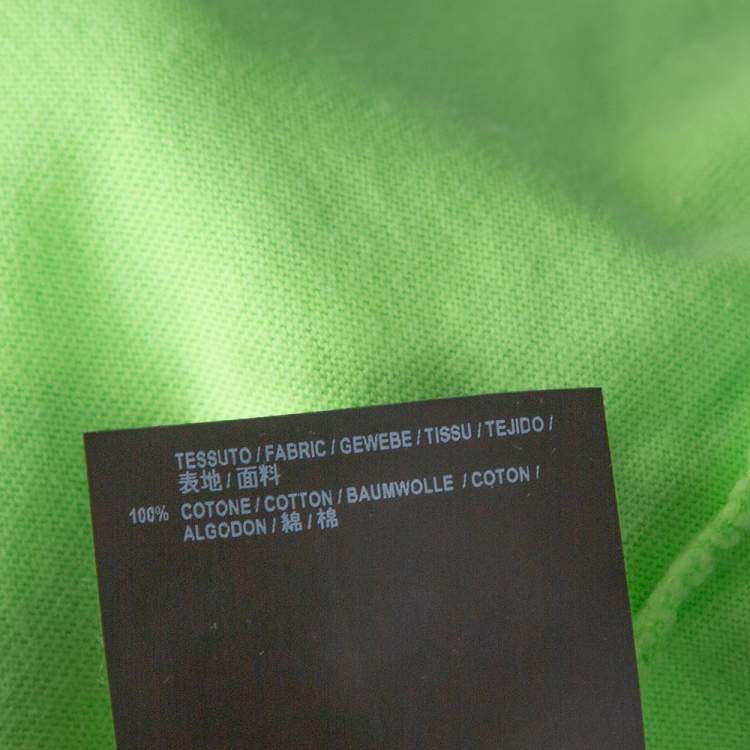 TESSUTO / FABRIC / GEWEBE / TISSU / TEJIDO /
表地 / 面料
100% COTONE / COTTON / BAUMWOLLE / COTON /
ALGODON / 綿 / 棉